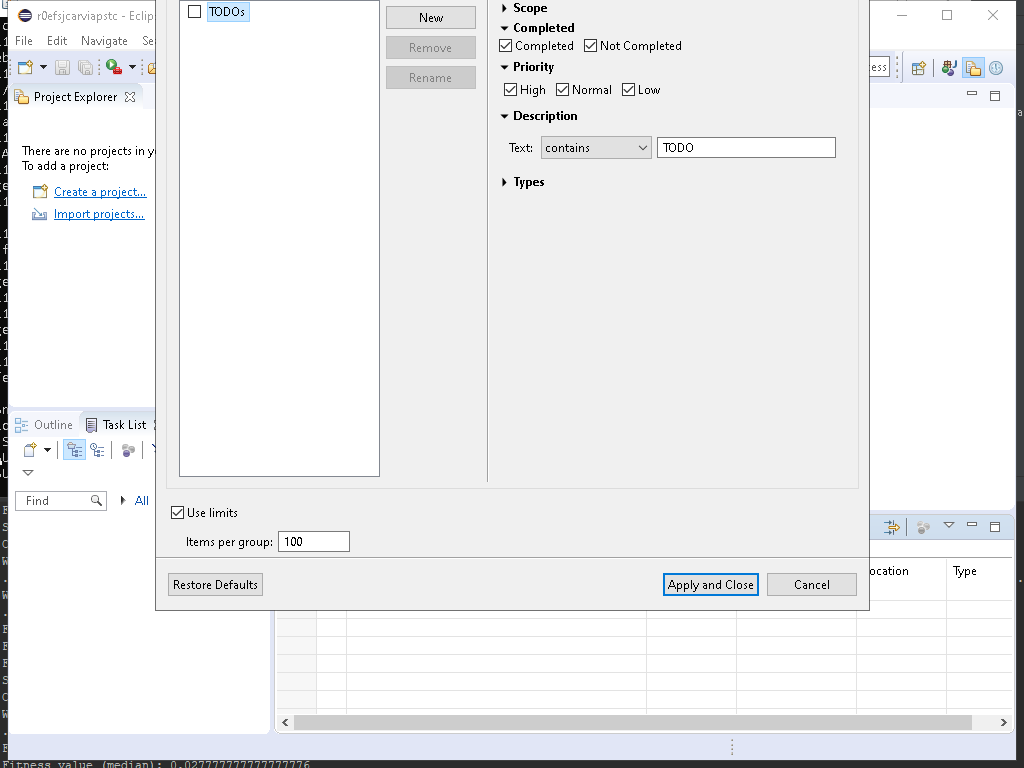 r0efsjcarviapstc - Eclip
File Edit Navigate Se
Project Explorer
There are no projects in y
To add a project:
Create a project...
Import projects...
Outline Task List
Find All
TODOs
New
Remove
Rename
Scope
Completed
Completed Not Completed
Priority
High Normal Low
Description
Text: contains TODO
Types
Use limits
Items per group: 100
Restore Defaults Apply and Close Cancel
ess
ocation Type
Fitness value (median): 0.027777777777777776